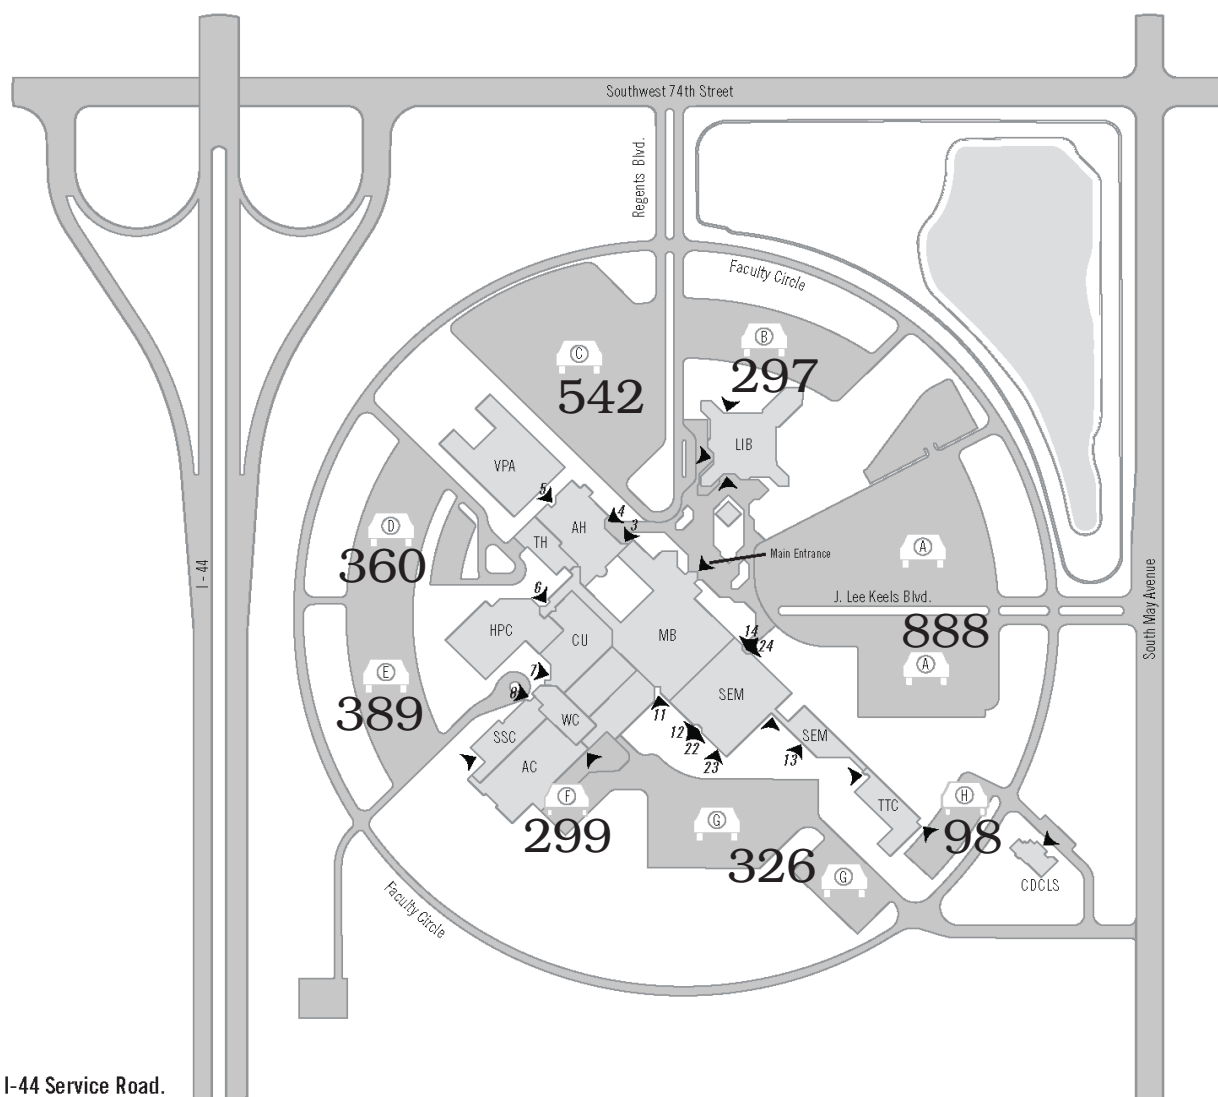 Southwest 74th Street
Regents Blvd.
Faculty Circle
C
542
B
297
LIB
VPA
5
4
3
AH
TH
Main Entrance
D
360
A
I - 44
6
J. Lee Keels Blvd.
South May Avenue
HPC
CU
MB
14
24
888
A
E
389
7
8
SEM
11
12
22
23
WC
SSC
AC
SEM
13
F
299
G
326
G
TTC
H
98
CDCLS
Faculty Circle
I-44 Service Road.